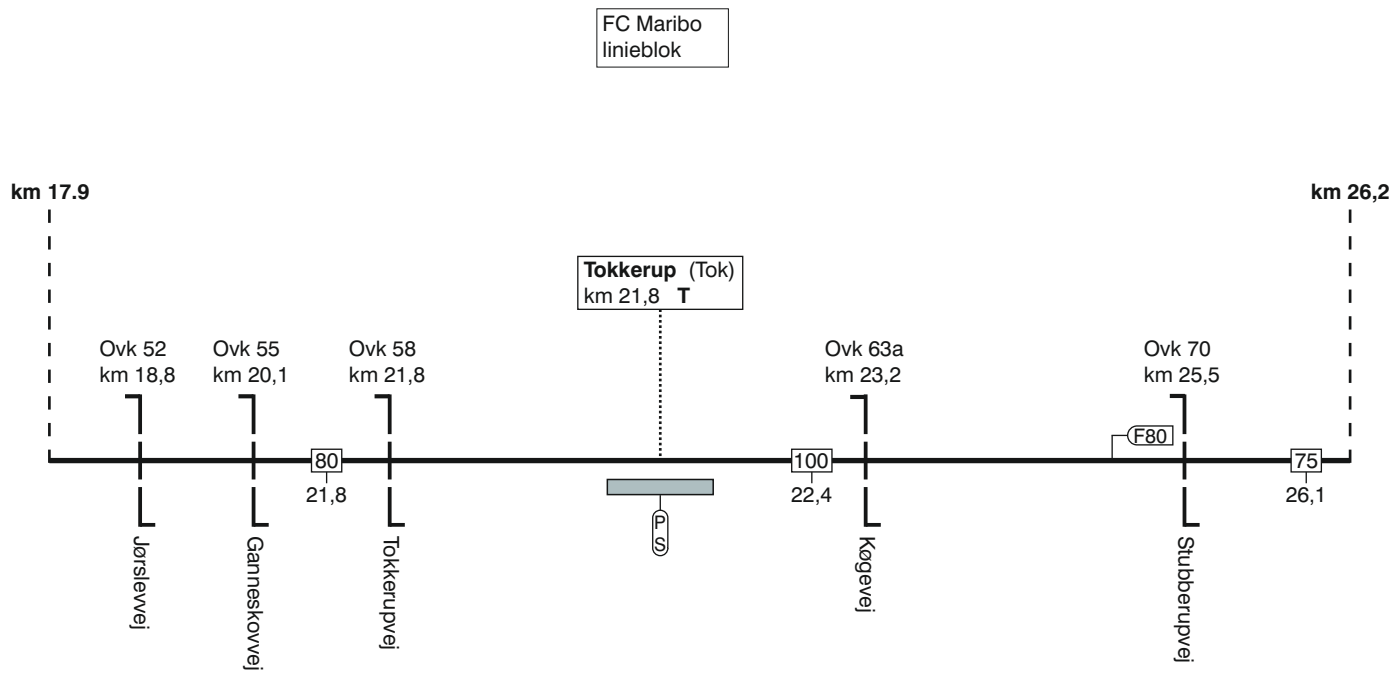 FC Maribo
linieblok
km 17.9
km 26,2
Tokkerup (Tok)
km 21,8 T
Ovk 52
km 18,8
Ovk 55
km 20,1
Ovk 58
km 21,8
Ovk 63a
km 23,2
Ovk 70
km 25,5
F80
80
21,8
100
22,4
75
26,1
P
S
Jørslevvej
Ganneskovvej
Tokkerupvej
Køgevej
Stubberupvej